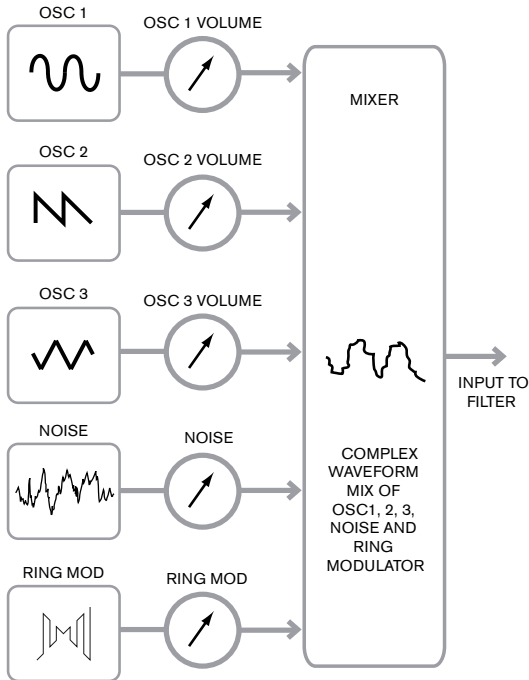 OSC 1
OSC 1 VOLUME
MIXER
OSC 2
OSC 2 VOLUME
OSC 3
OSC 3 VOLUME
INPUT TO
FILTER
NOISE
NOISE
COMPLEX
WAVEFORM
MIX OF
OSC1, 2, 3,
NOISE AND
RING
MODULATOR
RING MOD
RING MOD